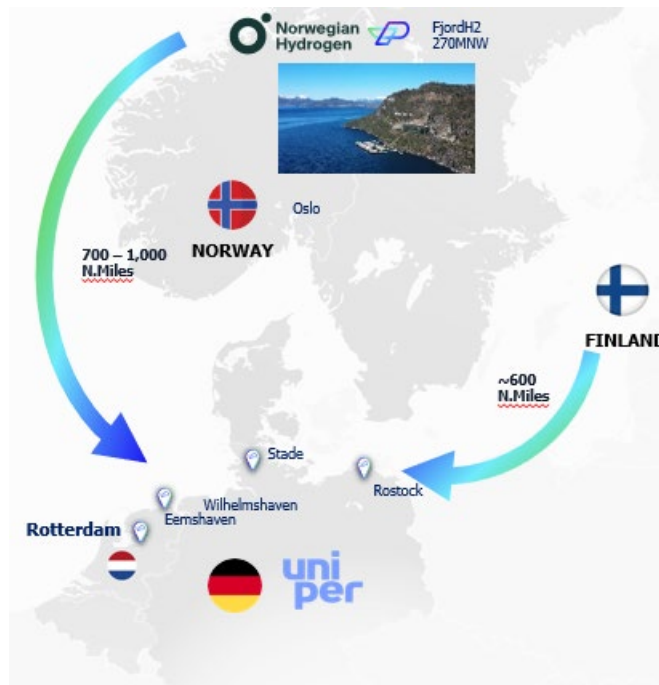 Norwegian
Hydrogen
FjordH2
270MNW
Oslo
NORWAY
700 – 1,000
N.Miles
FINLAND
~600
N.Miles
Stade
Rostock
Wilhelmshaven
Eemshaven
Rotterdam
uni
per